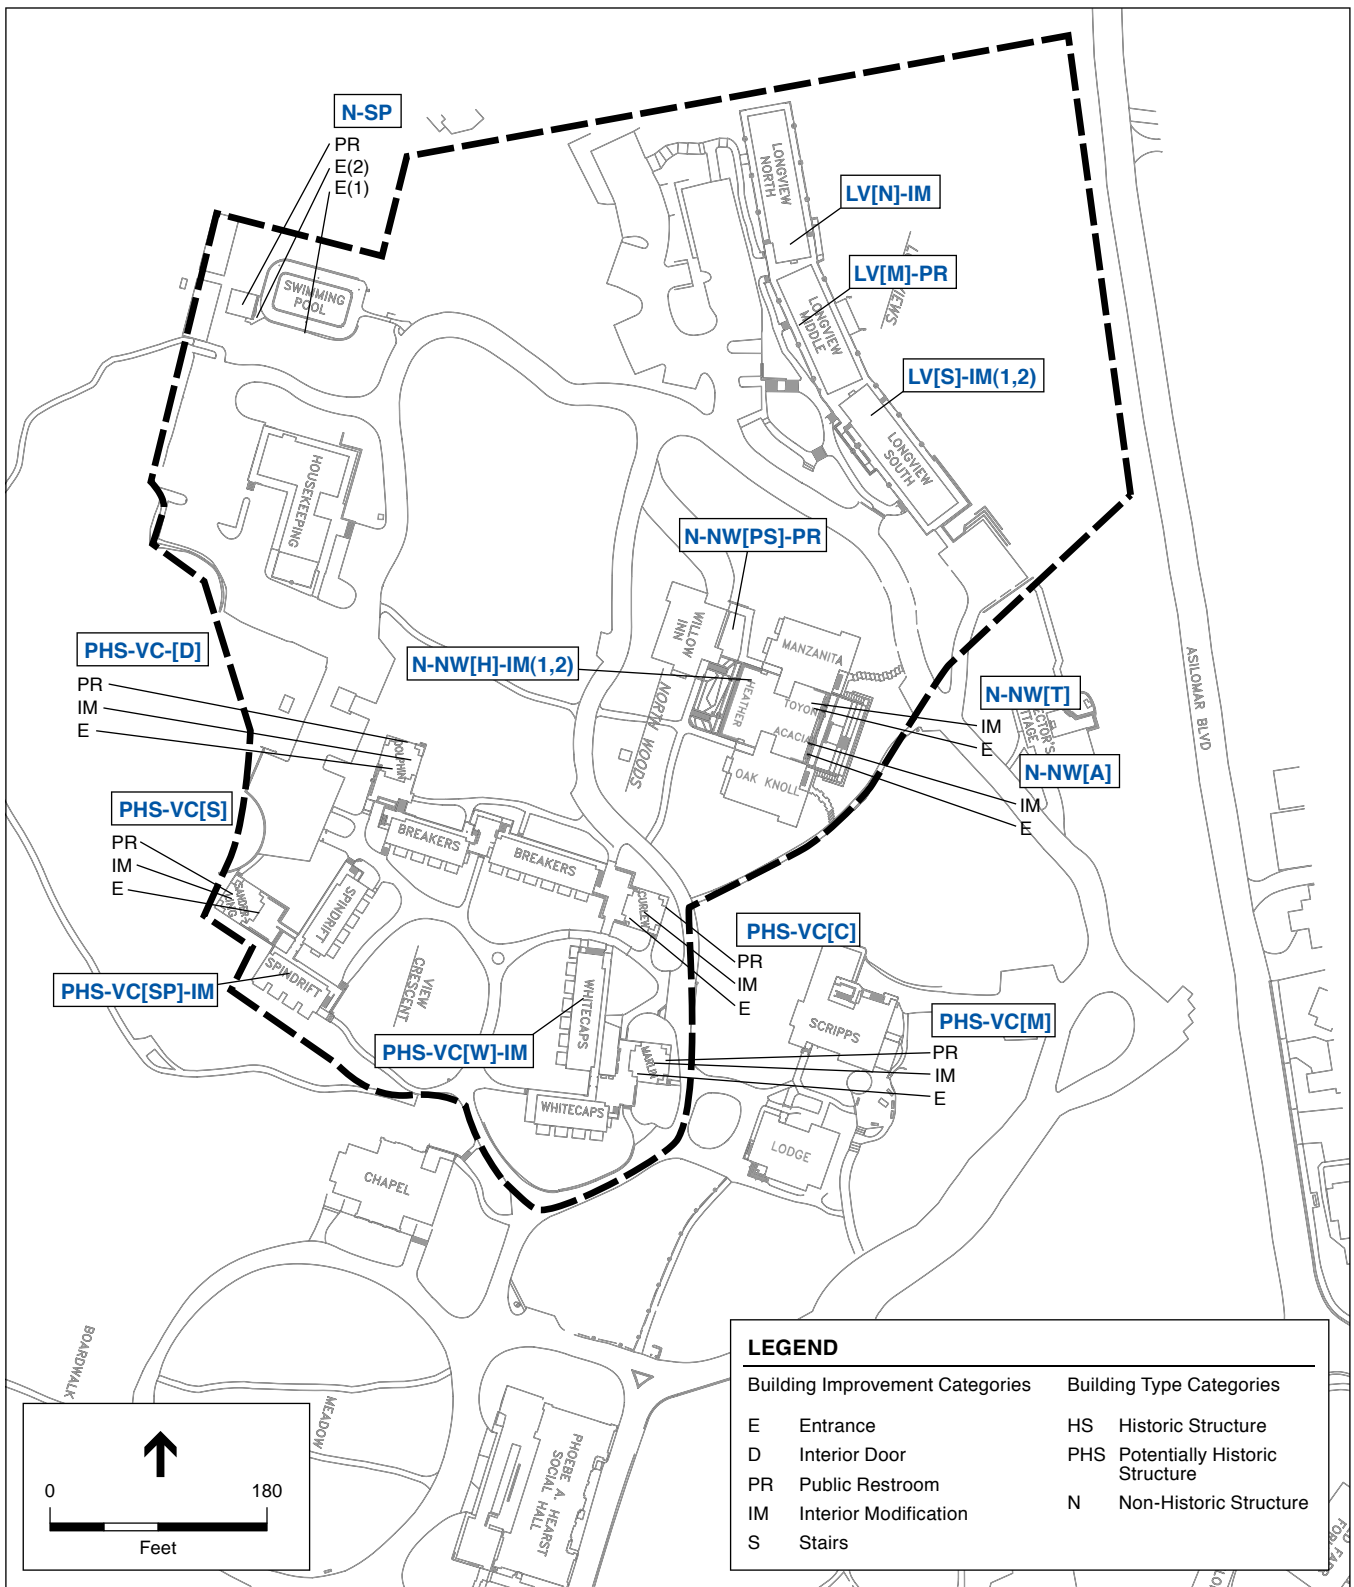 N-SP
PR
E(2)
E(1)
SWIMMING
POOL
LONGVIEW
NORTH
LV[N]-IM
LV[M]-PR
LONGVIEW
MIDDLE
LV[S]-IM(1,2)
LONGVIEW
SOUTH
HOUSEKEEPING
N-NW[PS]-PR
WILLOW
INN
MANZANITA
PHS-VC-[D]
PR
IM
E
N-NW[H]-IM(1,2)
HEATHER
TOYON
ACACIA
OAK KNOLL
NORTH WOODS
N-NW[T]
IM
E
N-NW[A]
IM
E
ASILOMAR BLVD
DOLPHIN
PHS-VC[S]
PR
IM
E
BREAKERS
BREAKERS
SPINDRIFT
CURLEW
PHS-VC[C]
PR
IM
E
SPINDRIFT
PHS-VC[SP]-IM
VIEW
CRESCENT
WHITECAPS
PHS-VC[W]-IM
SCRIPPS
PHS-VC[M]
PR
IM
E
MARLIN
WHITECAPS
LODGE
CHAPEL
BOARDWALK
MEADOW
PHOEBE A. HEARST
SOCIAL HALL
0 180
Feet
LEGEND
Building Improvement Categories
E Entrance
D Interior Door
PR Public Restroom
IM Interior Modification
S Stairs
Building Type Categories
HS Historic Structure
PHS Potentially Historic
Structure
N Non-Historic Structure